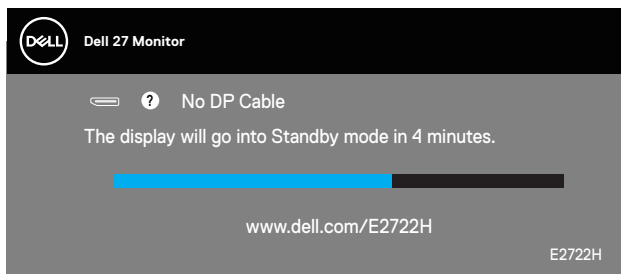 DELL
Dell 27 Monitor
? No DP Cable
The display will go into Standby mode in 4 minutes.
www.dell.com/E2722H
E2722H